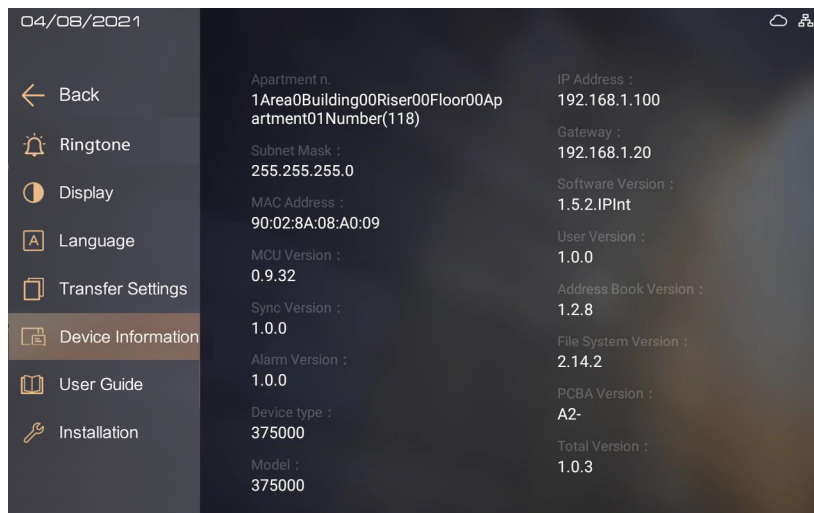 04/08/2021
Back
Ringtone
Display
Language
Transfer Settings
Device Information
User Guide
Installation
Apartment n.
1Area0Building00Riser00Floor00Ap
artment01Number(118)
Subnet Mask :
255.255.255.0
MAC Address :
90:02:8A:08:A0:09
MCU Version :
0.9.32
Sync Version :
1.0.0
Alarm Version :
1.0.0
Device type :
375000
Model :
375000
IP Address :
192.168.1.100
Gateway :
192.168.1.20
Software Version :
1.5.2.IPInt
User Version :
1.0.0
Address Book Version :
1.2.8
File System Version :
2.14.2
PCBA Version :
A2-
Total Version :
1.0.3